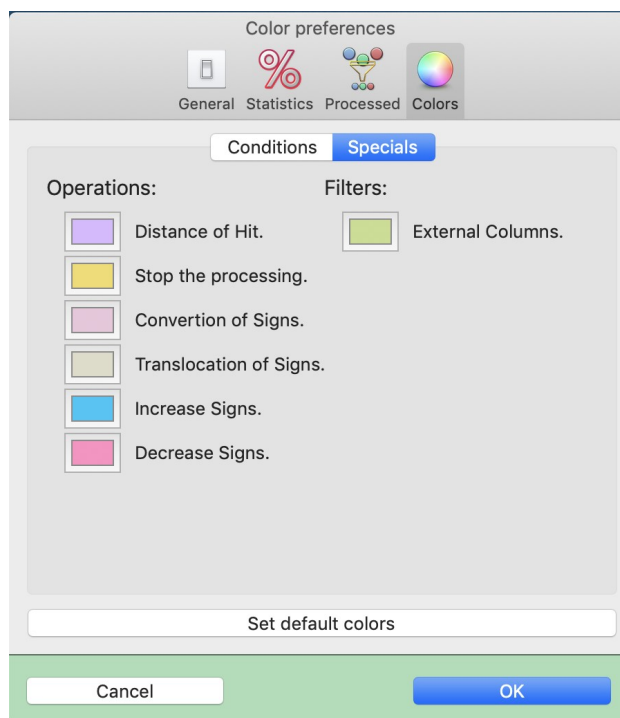 Color preferences
General Statistics Processed Colors
Conditions Specials
Operations: Filters:
Distance of Hit. External Columns.
Stop the processing.
Convertion of Signs.
Translocation of Signs.
Increase Signs.
Decrease Signs.
Set default colors
Cancel OK